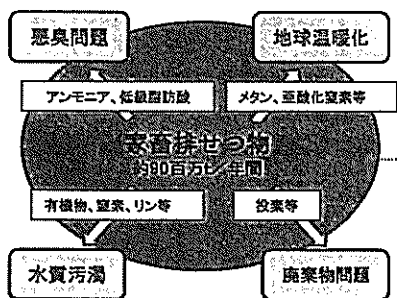 悪臭問題
地球温暖化
アンモニア、低級脂肪酸
メタン、亜酸化窒素等
家畜排せつ物
約90百万㌧/年間
有機物、窒素、リン等
投棄等
水質汚濁
廃棄物問題